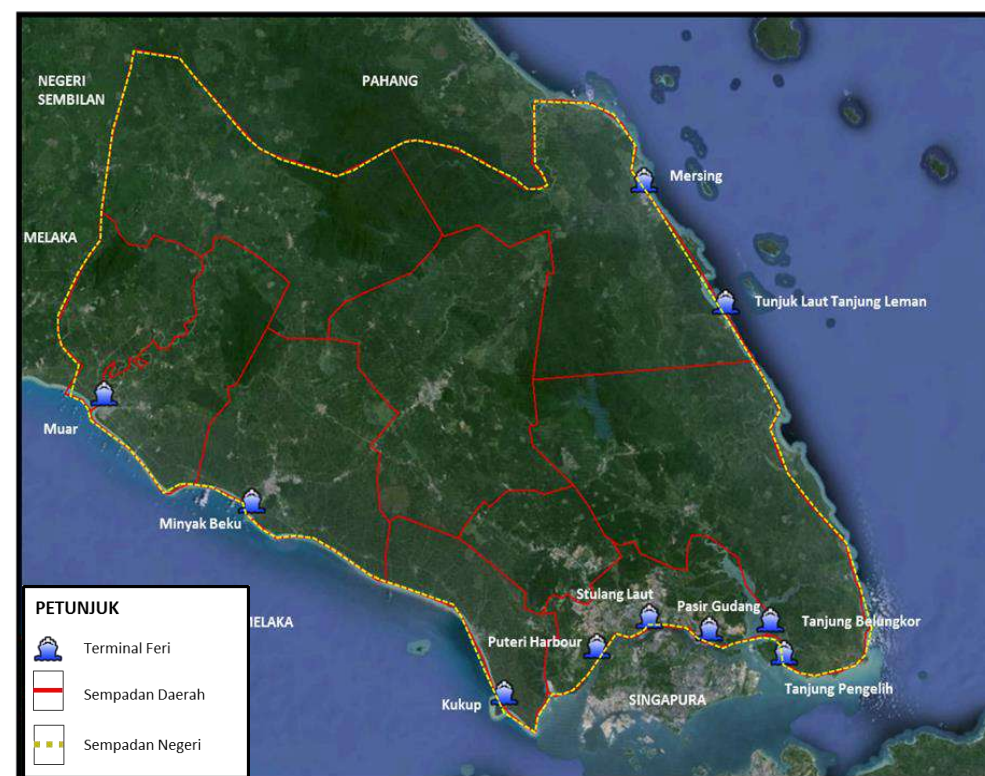 NEGERI
SEMBILAN
PAHANG
Mersing
MELAKA
Tunjuk Laut Tanjung Leman
Muar
Minyak Beku
Stulang Laut
Pasir Gudang
Tanjung Belungkor
Puteri Harbour
Tanjung Pengelih
Kukup
SINGAPURA
MELAKA
PETUNJUK
Terminal Feri
Sempadan Daerah
Sempadan Negeri